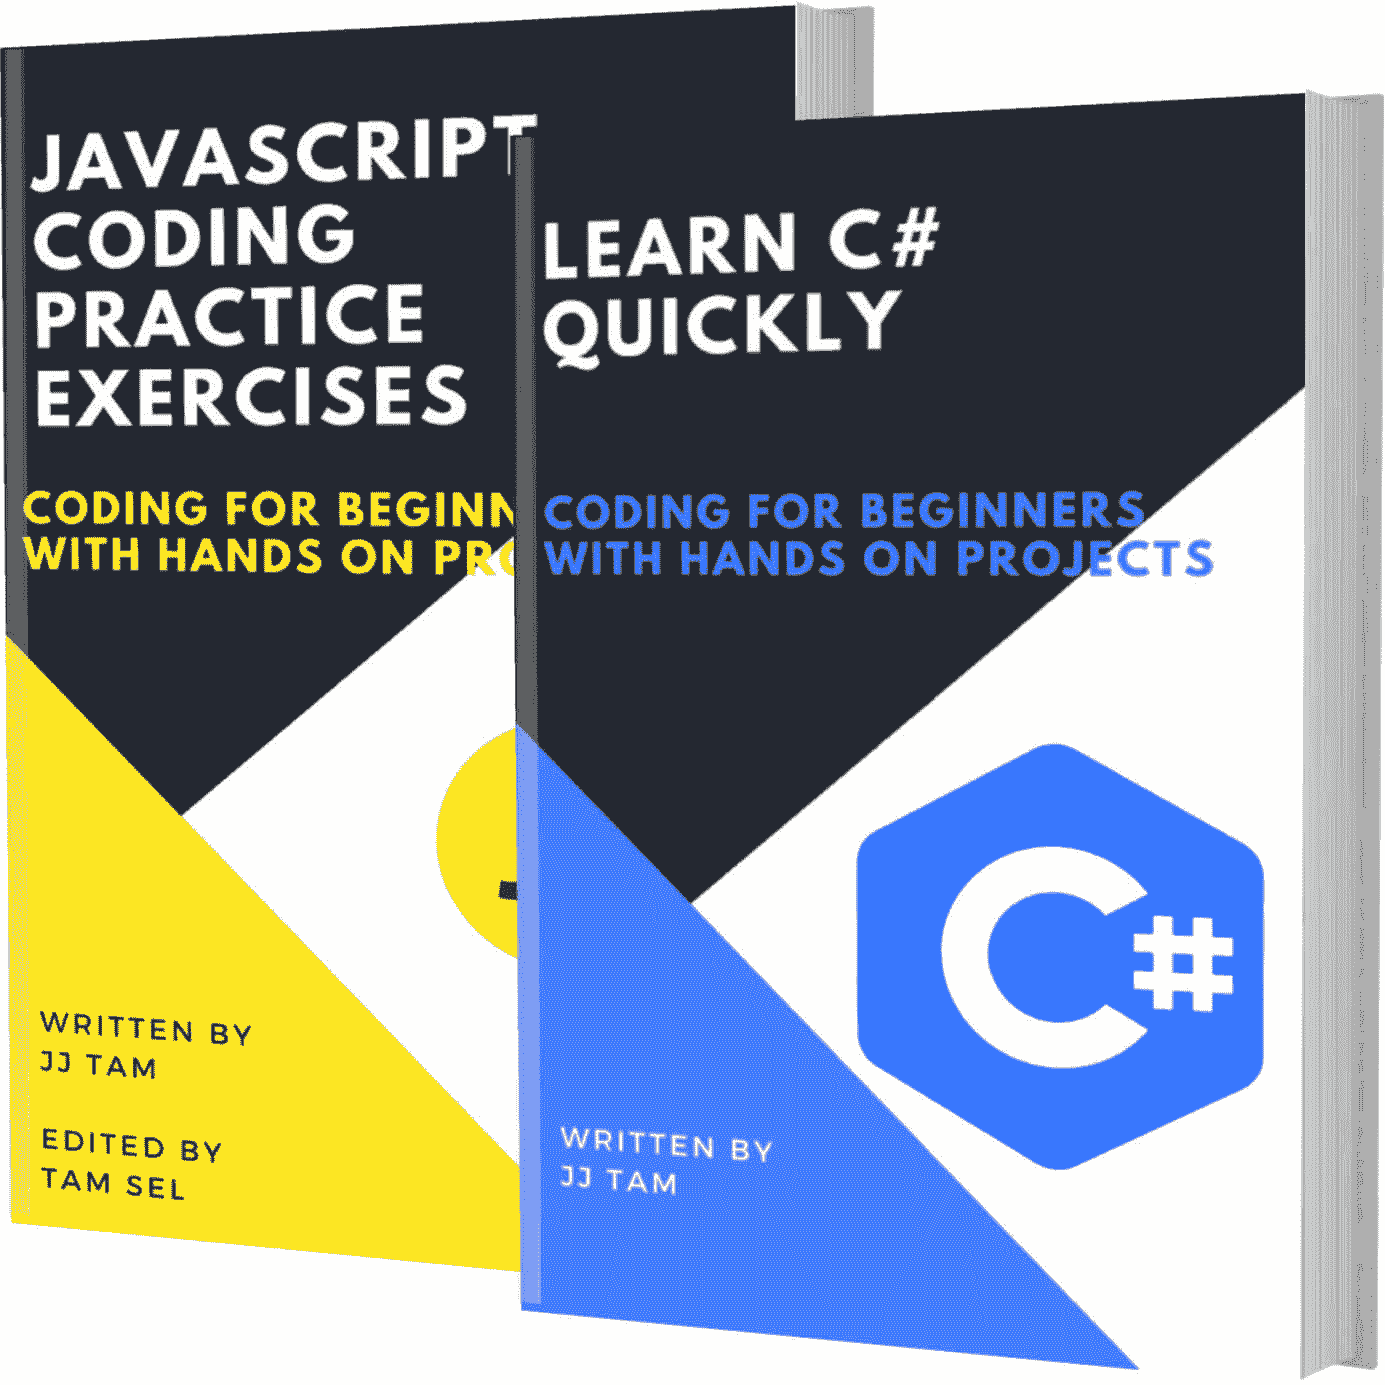 JAVASCRIPT
CODING
PRACTICE
EXERCISES
CODING FOR BEGINN
WITH HANDS ON PRO
WRITTEN BY
JJ TAM
EDITED BY
TAM SEL
LEARN C#
QUICKLY
CODING FOR BEGINNERS
WITH HANDS ON PROJECTS
C#
WRITTEN BY
JJ TAM